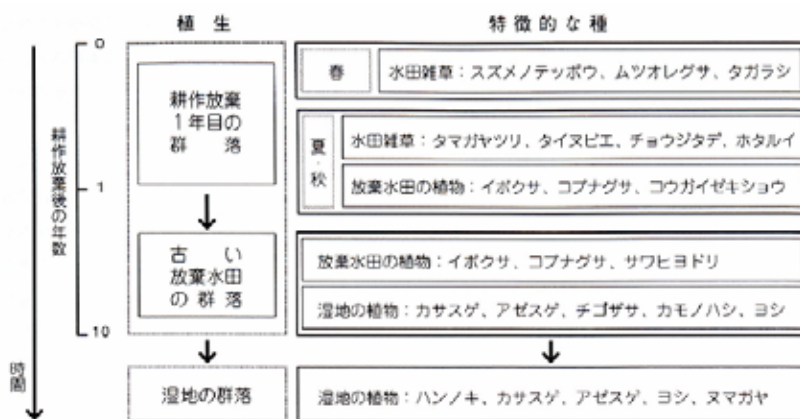 植 生
特 徴 的 な 種
0
春
水田雑草：スズメノテッポウ、ムツオレグサ、タガラシ
耕作放棄
1年目の
群 落
夏・秋
水田雑草：タマガヤツリ、タイヌビエ、チョウジタデ、ホタルイ
放棄水田の植物：イボクサ、コブナグサ、コウガイゼキショウ
耕作放棄後の年数
1
古 い
放棄水田
の 群 落
放棄水田の植物：イボクサ、コブナグサ、サワヒヨドリ
湿地の植物：カサスゲ、アゼスゲ、チゴザサ、カモノハシ、ヨシ
10
時間
湿地の群落
湿地の植物：ハンノキ、カサスゲ、アゼスゲ、ヨシ、ヌマガヤ